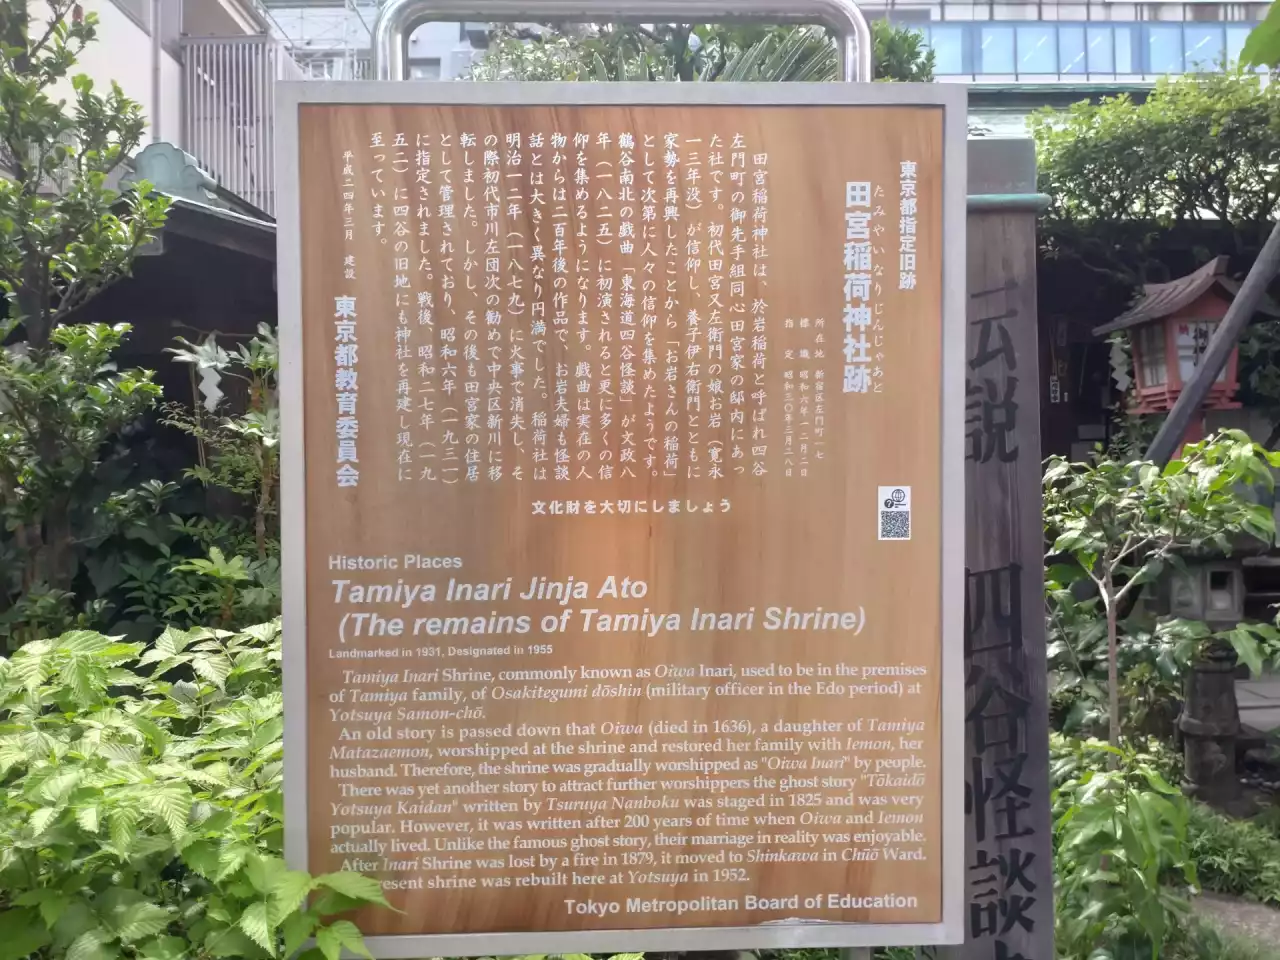 東京都指定旧跡
田宮稲荷神社跡
たみやいなりじんじゃあと
所在地 新宿区左門町一七
標識 昭和六年一二月二日
指定 昭和三〇年三月二八日
田宮稲荷神社は、於岩稲荷と呼ばれ四谷
左門町の御先手組同心田宮家の邸内にあっ
た社です。初代田宮又左衛門の娘お岩（寛永
一三年没）が信仰し、養子伊右衛門とともに
家勢を再興したことから「お岩さんの稲荷」
として次第に人々の信仰を集めたようです。
鶴谷南北の戯曲「東海道四谷怪談」が文政八
年（一八二五）に初演されると更に多くの信
仰を集めるようになります。戯曲は実在の人
物からは二百年後の作品で、お岩夫婦も怪談
話とは大きく異なり円満でした。稲荷社は
明治一二年（一八七九）に火事で消失し、そ
の際初代市川左団次の勧めで中央区新川に移
転しました。しかし、その後も田宮家の住居
として管理されており、昭和六年（一九三一）
に指定されました。戦後、昭和二七年（一九
五二）に四谷の旧地にも神社を再建し現在に
至っています。
平成二四年三月 建設
東京都教育委員会
文化財を大切にしましょう
Historic Places
Tamiya Inari Jinja Ato
(The remains of Tamiya Inari Shrine)
Landmarked in 1931, Designated in 1955
Tamiya Inari Shrine, commonly known as Oiwa Inari, used to be in the premises
of Tamiya family, of Osakitegumi dōshin (military officer in the Edo period) at
Yotsuya Samon-chō.
An old story is passed down that Oiwa (died in 1636), a daughter of Tamiya
Matazaemon, worshipped at the shrine and restored her family with Iemon, her
husband. Therefore, the shrine was gradually worshipped as "Oiwa Inari" by people.
There was yet another story to attract further worshippers the ghost story "Tōkaidō
Yotsuya Kaidan" written by Tsuruya Nanboku was staged in 1825 and was very
popular. However, it was written after 200 years of time when Oiwa and Iemon
actually lived. Unlike the famous ghost story, their marriage in reality was enjoyable.
After Inari Shrine was lost by a fire in 1879, it moved to Shinkawa in Chūō Ward.
esent shrine was rebuilt here at Yotsuya in 1952.
Tokyo Metropolitan Board of Education
伝説 四谷怪談